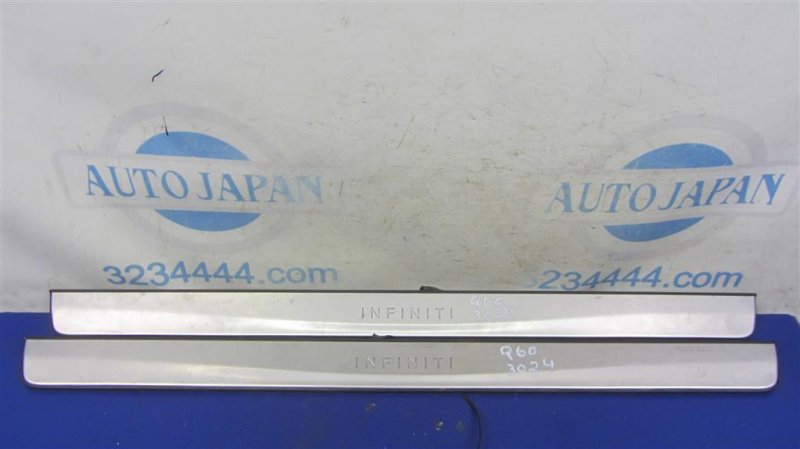 AUTO JAPAN
AUTO JAPAN
3234444.com
3234444.com
INFINITI
Q60
3024
INFINITI
Q60
3024